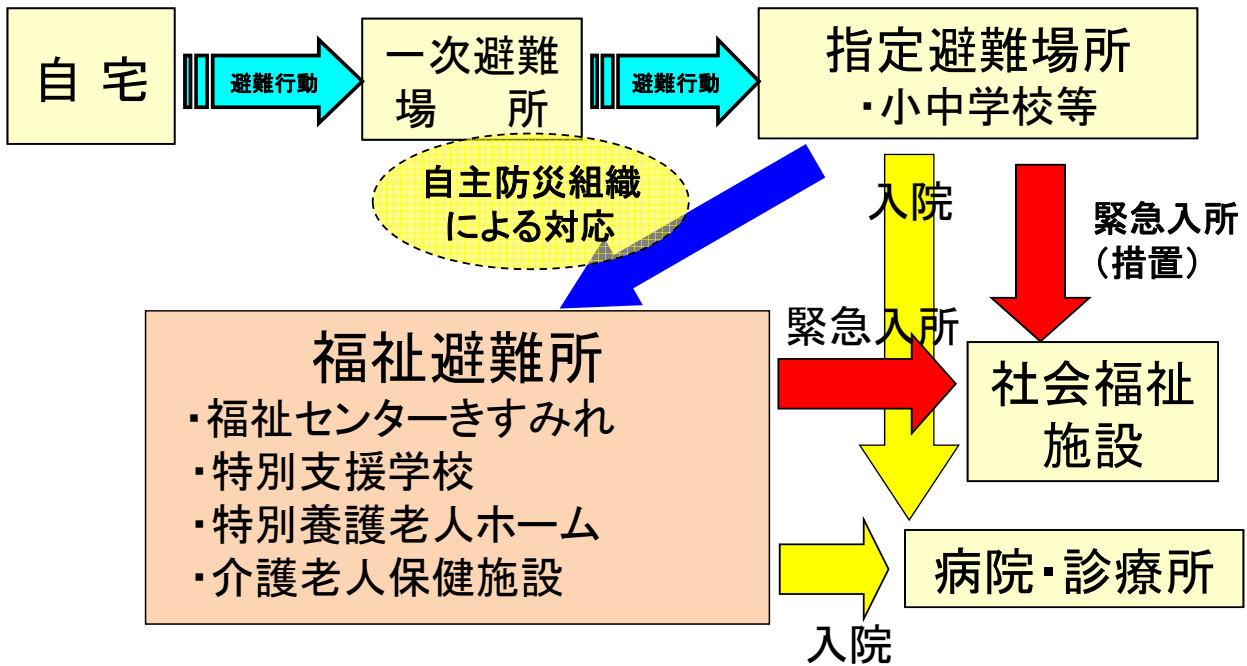 自 宅
避難行動
一次避難
場　所
避難行動
指定避難場所
・小中学校等
自主防災組織
による対応
入院
緊急入所
（措置）
福祉避難所
・福祉センターきすみれ
・特別支援学校
・特別養護老人ホーム
・介護老人保健施設
緊急入所
社会福祉
施設
病院・診療所
入院